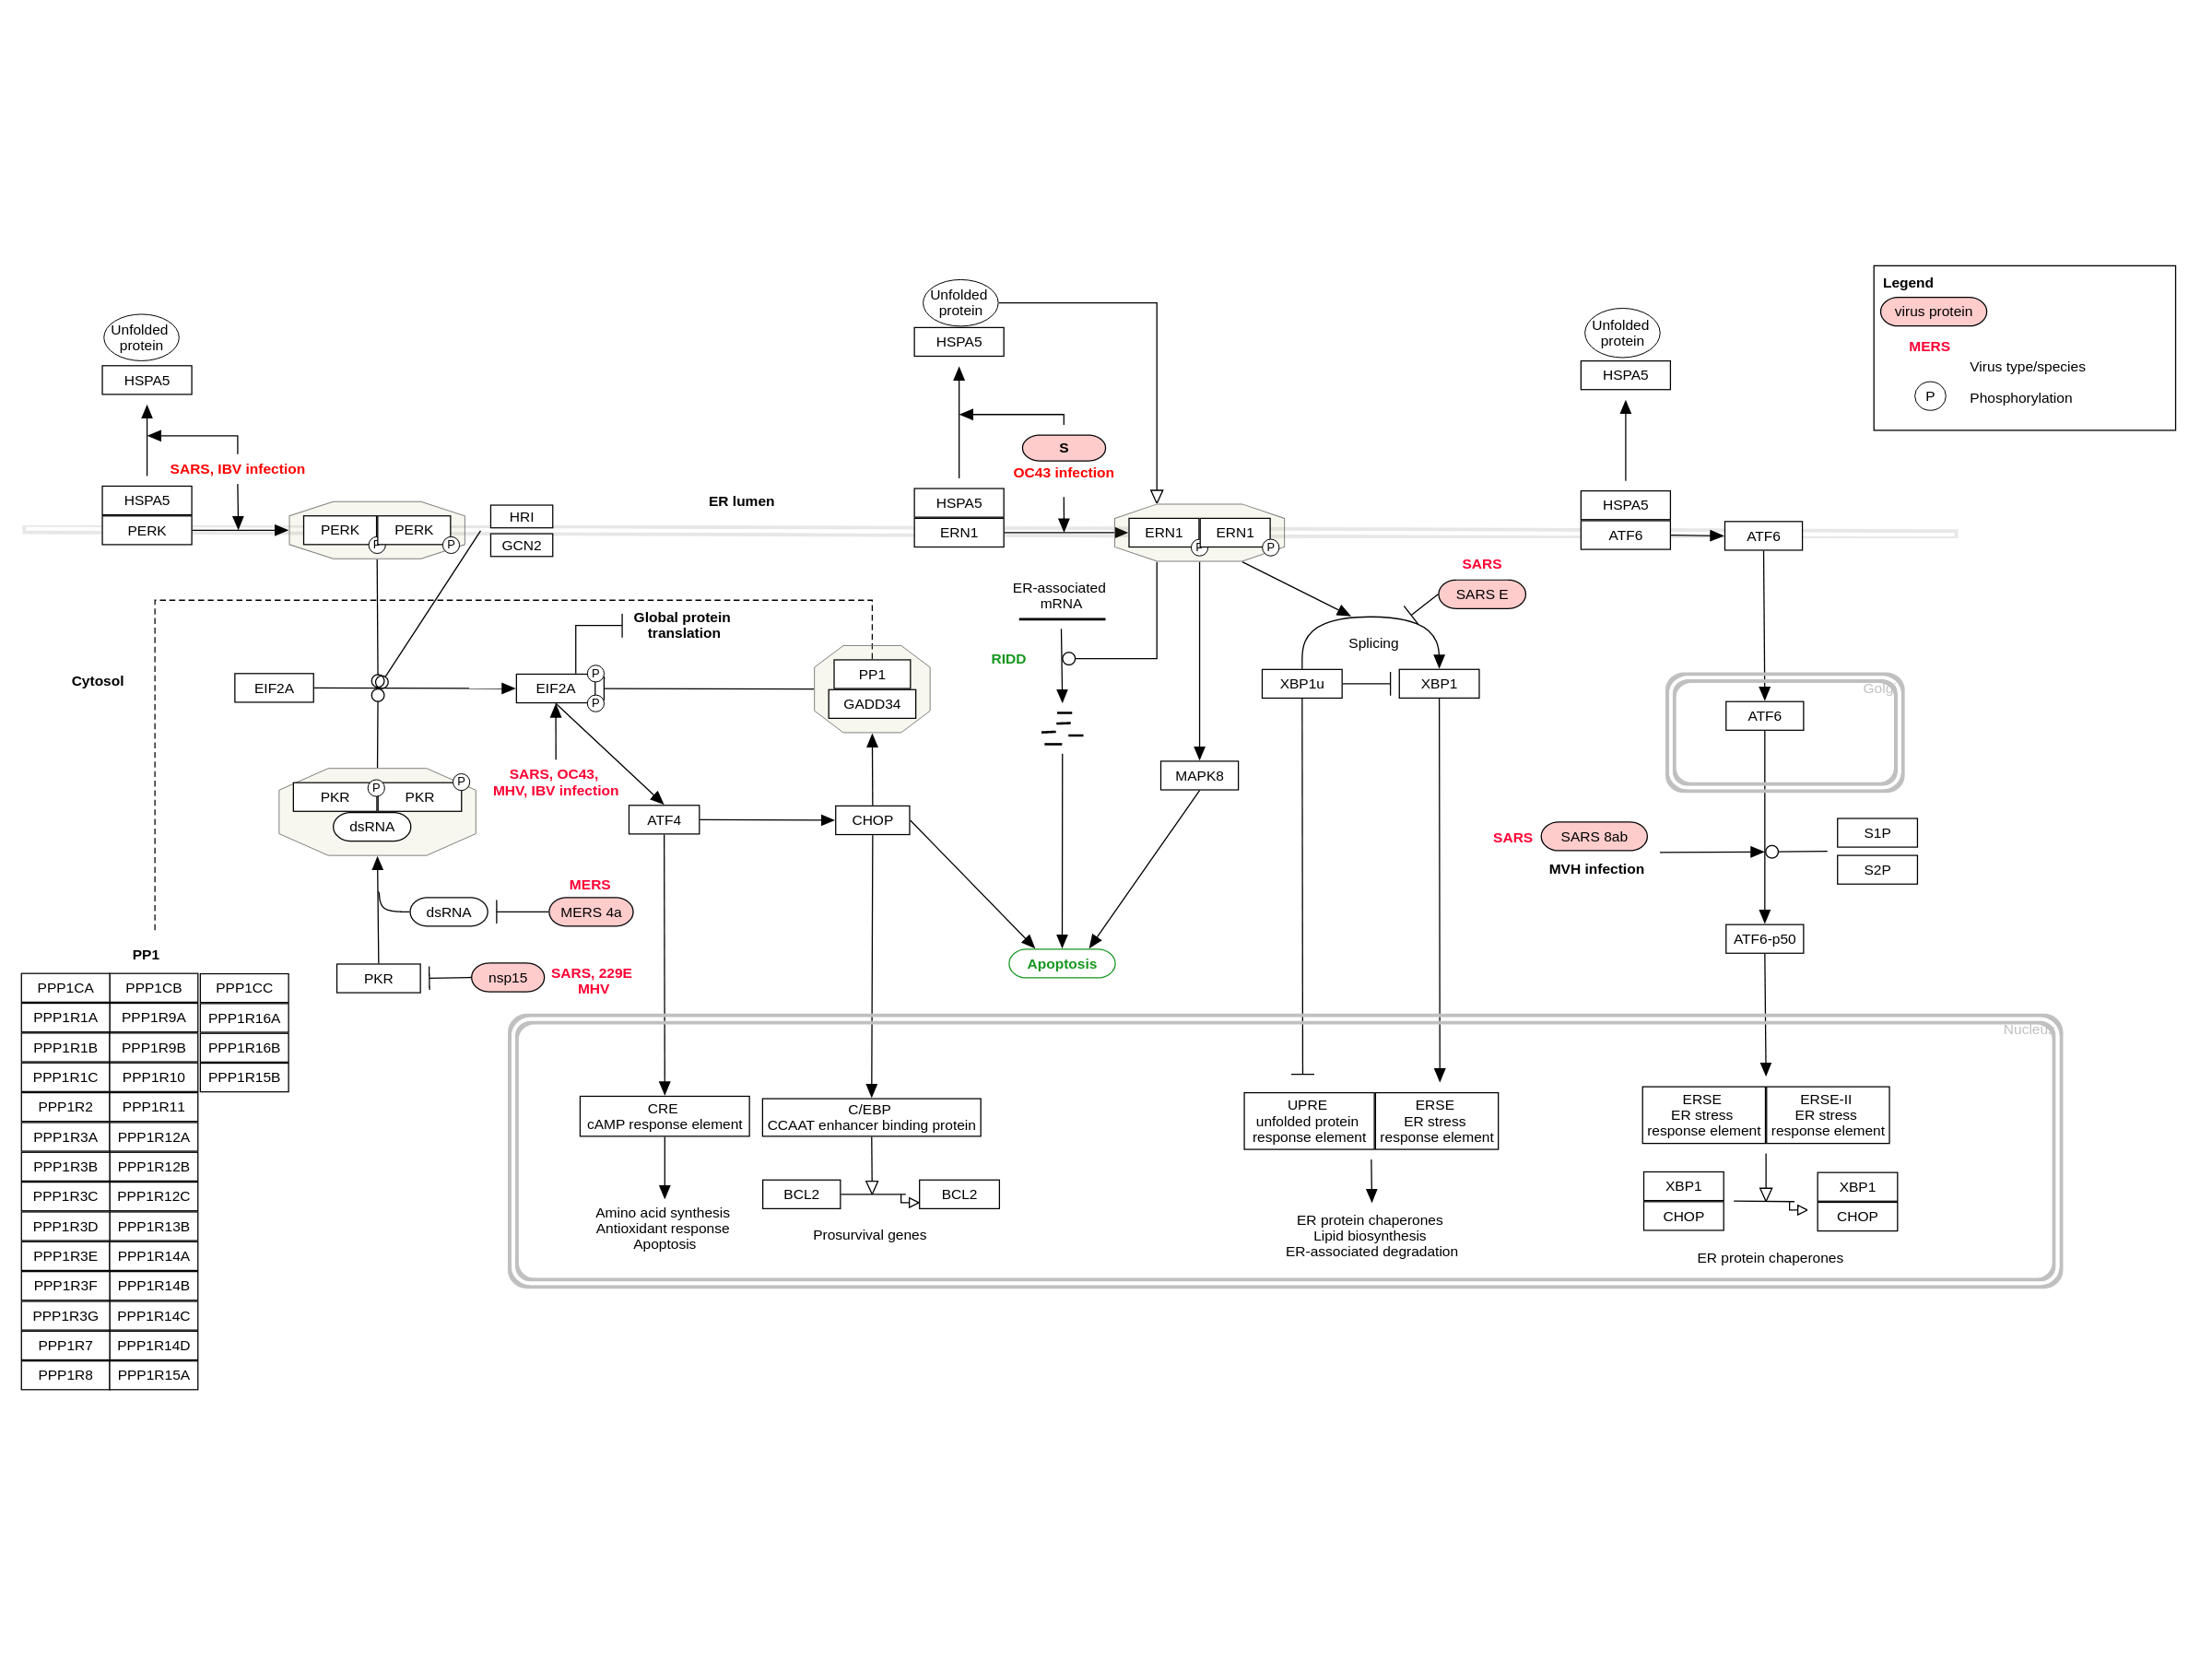 Legend
virus protein
MERS
Virus type/species
P
Phosphorylation
Unfolded
protein
HSPA5
SARS, IBV infection
HSPA5
PERK
PERK
PERK
P
P
HRI
GCN2
ER lumen
Unfolded
protein
HSPA5
S
OC43 infection
HSPA5
ERN1
ERN1
ERN1
P
P
Unfolded
protein
HSPA5
HSPA5
ATF6
ATF6
Cytosol
EIF2A
EIF2A
P
P
Global protein
translation
PP1
GADD34
SARS, OC43,
MHV, IBV infection
PKR
PKR
P
P
dsRNA
ATF4
CHOP
dsRNA
MERS
MERS 4a
PKR
nsp15
SARS, 229E
MHV
ER-associated
mRNA
RIDD
MAPK8
Apoptosis
SARS
SARS E
Splicing
XBP1u
XBP1
Golgi
ATF6
SARS
SARS 8ab
MVH infection
S1P
S2P
ATF6-p50
PP1
PPP1CA
PPP1CB
PPP1CC
PPP1R1A
PPP1R9A
PPP1R16A
PPP1R1B
PPP1R9B
PPP1R16B
PPP1R1C
PPP1R10
PPP1R15B
PPP1R2
PPP1R11
PPP1R3A
PPP1R12A
PPP1R3B
PPP1R12B
PPP1R3C
PPP1R12C
PPP1R3D
PPP1R13B
PPP1R3E
PPP1R14A
PPP1R3F
PPP1R14B
PPP1R3G
PPP1R14C
PPP1R7
PPP1R14D
PPP1R8
PPP1R15A
Nucleus
CRE
cAMP response element
Amino acid synthesis
Antioxidant response
Apoptosis
C/EBP
CCAAT enhancer binding protein
BCL2
BCL2
Prosurvival genes
UPRE
unfolded protein
response element
ERSE
ER stress
response element
ER protein chaperones
Lipid biosynthesis
ER-associated degradation
ERSE
ER stress
response element
ERSE-II
ER stress
response element
XBP1
CHOP
XBP1
CHOP
ER protein chaperones